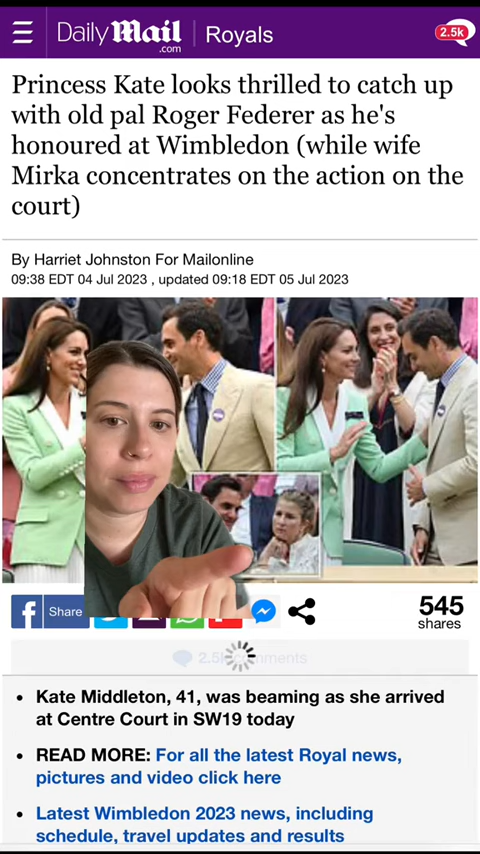 Daily Mail
.com
Royals
2.5k
Princess Kate looks thrilled to catch up
with old pal Roger Federer as he's
honoured at Wimbledon (while wife
Mirka concentrates on the action on the
court)
By Harriet Johnston For Mailonline
09:38 EDT 04 Jul 2023 , updated 09:18 EDT 05 Jul 2023
f Share
545
shares
• Kate Middleton, 41, was beaming as she arrived
at Centre Court in SW19 today
• READ MORE: For all the latest Royal news,
pictures and video click here
• Latest Wimbledon 2023 news, including
schedule, travel updates and results